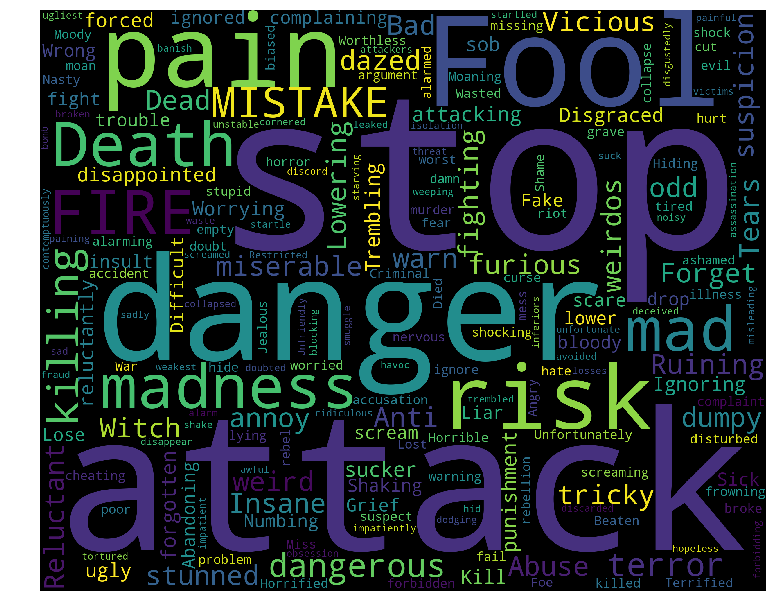 ugliest
forced
ignored
complaining
Bad
sob
Vicious
missing
startled
painful
Moody
moan
Wrong
banish
pain
biased
Worthless
attackers
argument
dazed
alarmed
Moaning
Wasted
Fool
shock
cut
evil
collapse
disgustedly
victims
suspicion
Nasty
fight
broken
trouble
Dead
MISTAKE
unstable
cornered
leaked
isolation
attacking
Disgraced
grave
hurt
bomb
Death
disappointed
stupid
horror
discord
starving
Lowering
Trembling
threat
damn
weeping
worst
murder
fear
fighting
stop
Shame
Fake
riot
suck
weirdos
Hiding
odd
tired
noisy
assassination
Tears
contemptuously
paining
FIRE
waste
Worrying
empty
doubt
startle
screamed
Restricted
alarming
insult
accident
miserable
Criminal
warn
furious
curse
scare
ashamed
Forget
illness
drop
deceived
misleading
killing
reluctantly
Difficult
sadly
collapsed
Jealous
Unfriendly
blocking
smuggle
danger
nervous
Died
shocking
mess
inferiors
lower
unfortunate
bloody
avoided
mad
sad
fraud
War
weakest
hide
doubted
worried
havoc
ignore
hate
losses
Ruining
Ignoring
madness
alarm
shake
ridiculous
accusation
Anti
trembled
Liar
risk
Angry
complaint
dumpy
disturbed
Lose
Witch
disappear
annoy
lying
rebel
scream
Lost
Horrible
Unfortunately
Reluctant
cheating
poor
attack
forgotten
Abandoning
impatient
weird
awful
Insane
Numbing
sucker
Shaking
Grief
suspect
impatiently
warning
hid
dodging
punishment
rebellion
screaming
tricky
Beaten
discarded
Sick
frowning
broke
forbidding
tortured
ugly
problem
stunned
Miss
obsession
Horrified
dangerous
forbidden
fail
Kill
Abuse
Foe
killed
terror
hopeless
Terrified